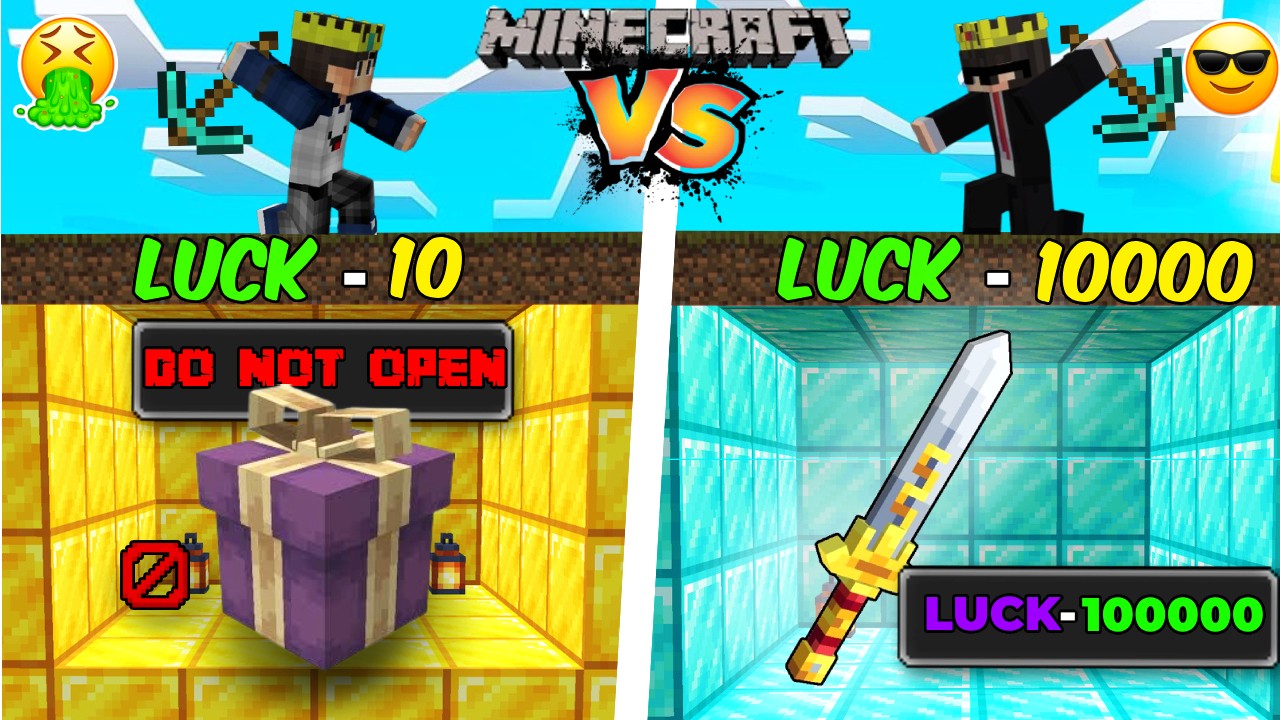 MINECRAFT
VS
LUCK - 10
LUCK - 10000
DO NOT OPEN
LUCK-100000